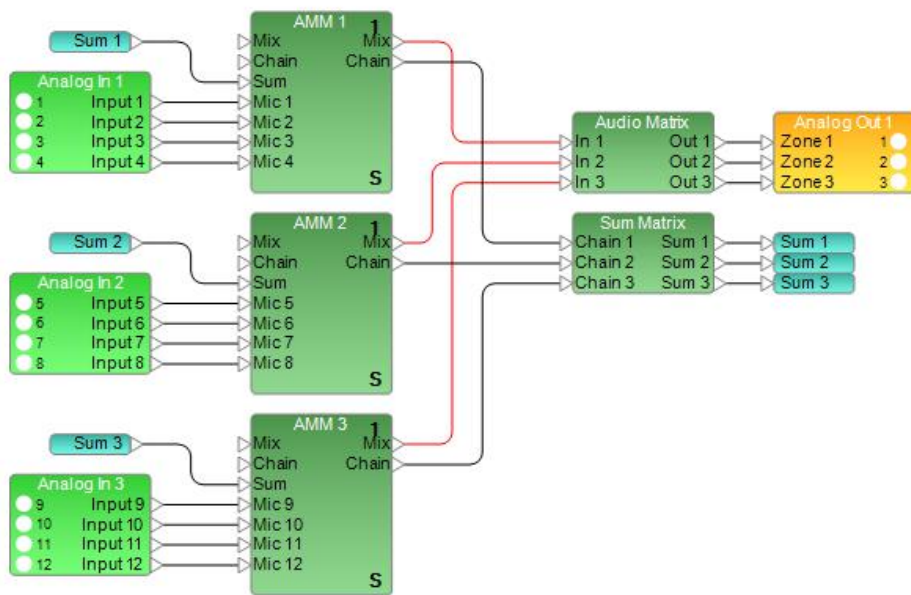 Sum 1
Analog In 1
1 Input 1
2 Input 2
3 Input 3
4 Input 4
AMM 1
1
Mix Mix
Chain Chain
Sum
Mic 1
Mic 2
Mic 3
Mic 4
S
Sum 2
Analog In 2
5 Input 5
6 Input 6
7 Input 7
8 Input 8
AMM 2
1
Mix Mix
Chain Chain
Sum
Mic 5
Mic 6
Mic 7
Mic 8
S
Sum 3
Analog In 3
9 Input 9
10 Input 10
11 Input 11
12 Input 12
AMM 3
1
Mix Mix
Chain Chain
Sum
Mic 9
Mic 10
Mic 11
Mic 12
S
Audio Matrix
In 1 Out 1
In 2 Out 2
In 3 Out 3
Analog Out 1
Zone 1 1
Zone 2 2
Zone 3 3
Sum Matrix
Chain 1 Sum 1
Chain 2 Sum 2
Chain 3 Sum 3
Sum 1
Sum 2
Sum 3